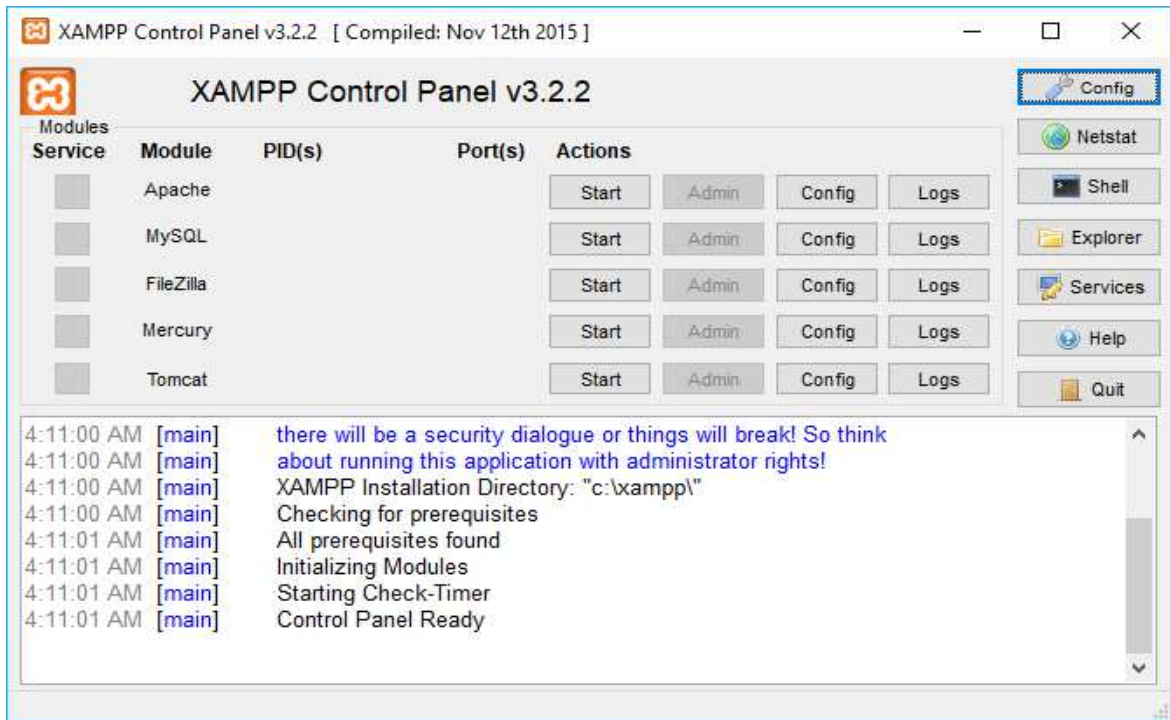 XAMPP Control Panel v3.2.2 [ Compiled: Nov 12th 2015 ]
XAMPP Control Panel v3.2.2
Config
Modules
Netstat
Service Module PID(s) Port(s) Actions
Apache Start Admin Config Logs
Shell
MySQL Start Admin Config Logs
Explorer
FileZilla Start Admin Config Logs
Services
Mercury Start Admin Config Logs
Help
Tomcat Start Admin Config Logs
Quit
4:11:00 AM [main] there will be a security dialogue or things will break! So think
4:11:00 AM [main] about running this application with administrator rights!
4:11:00 AM [main] XAMPP Installation Directory: "c:\xampp\"
4:11:00 AM [main] Checking for prerequisites
4:11:01 AM [main] All prerequisites found
4:11:01 AM [main] Initializing Modules
4:11:01 AM [main] Starting Check-Timer
4:11:01 AM [main] Control Panel Ready